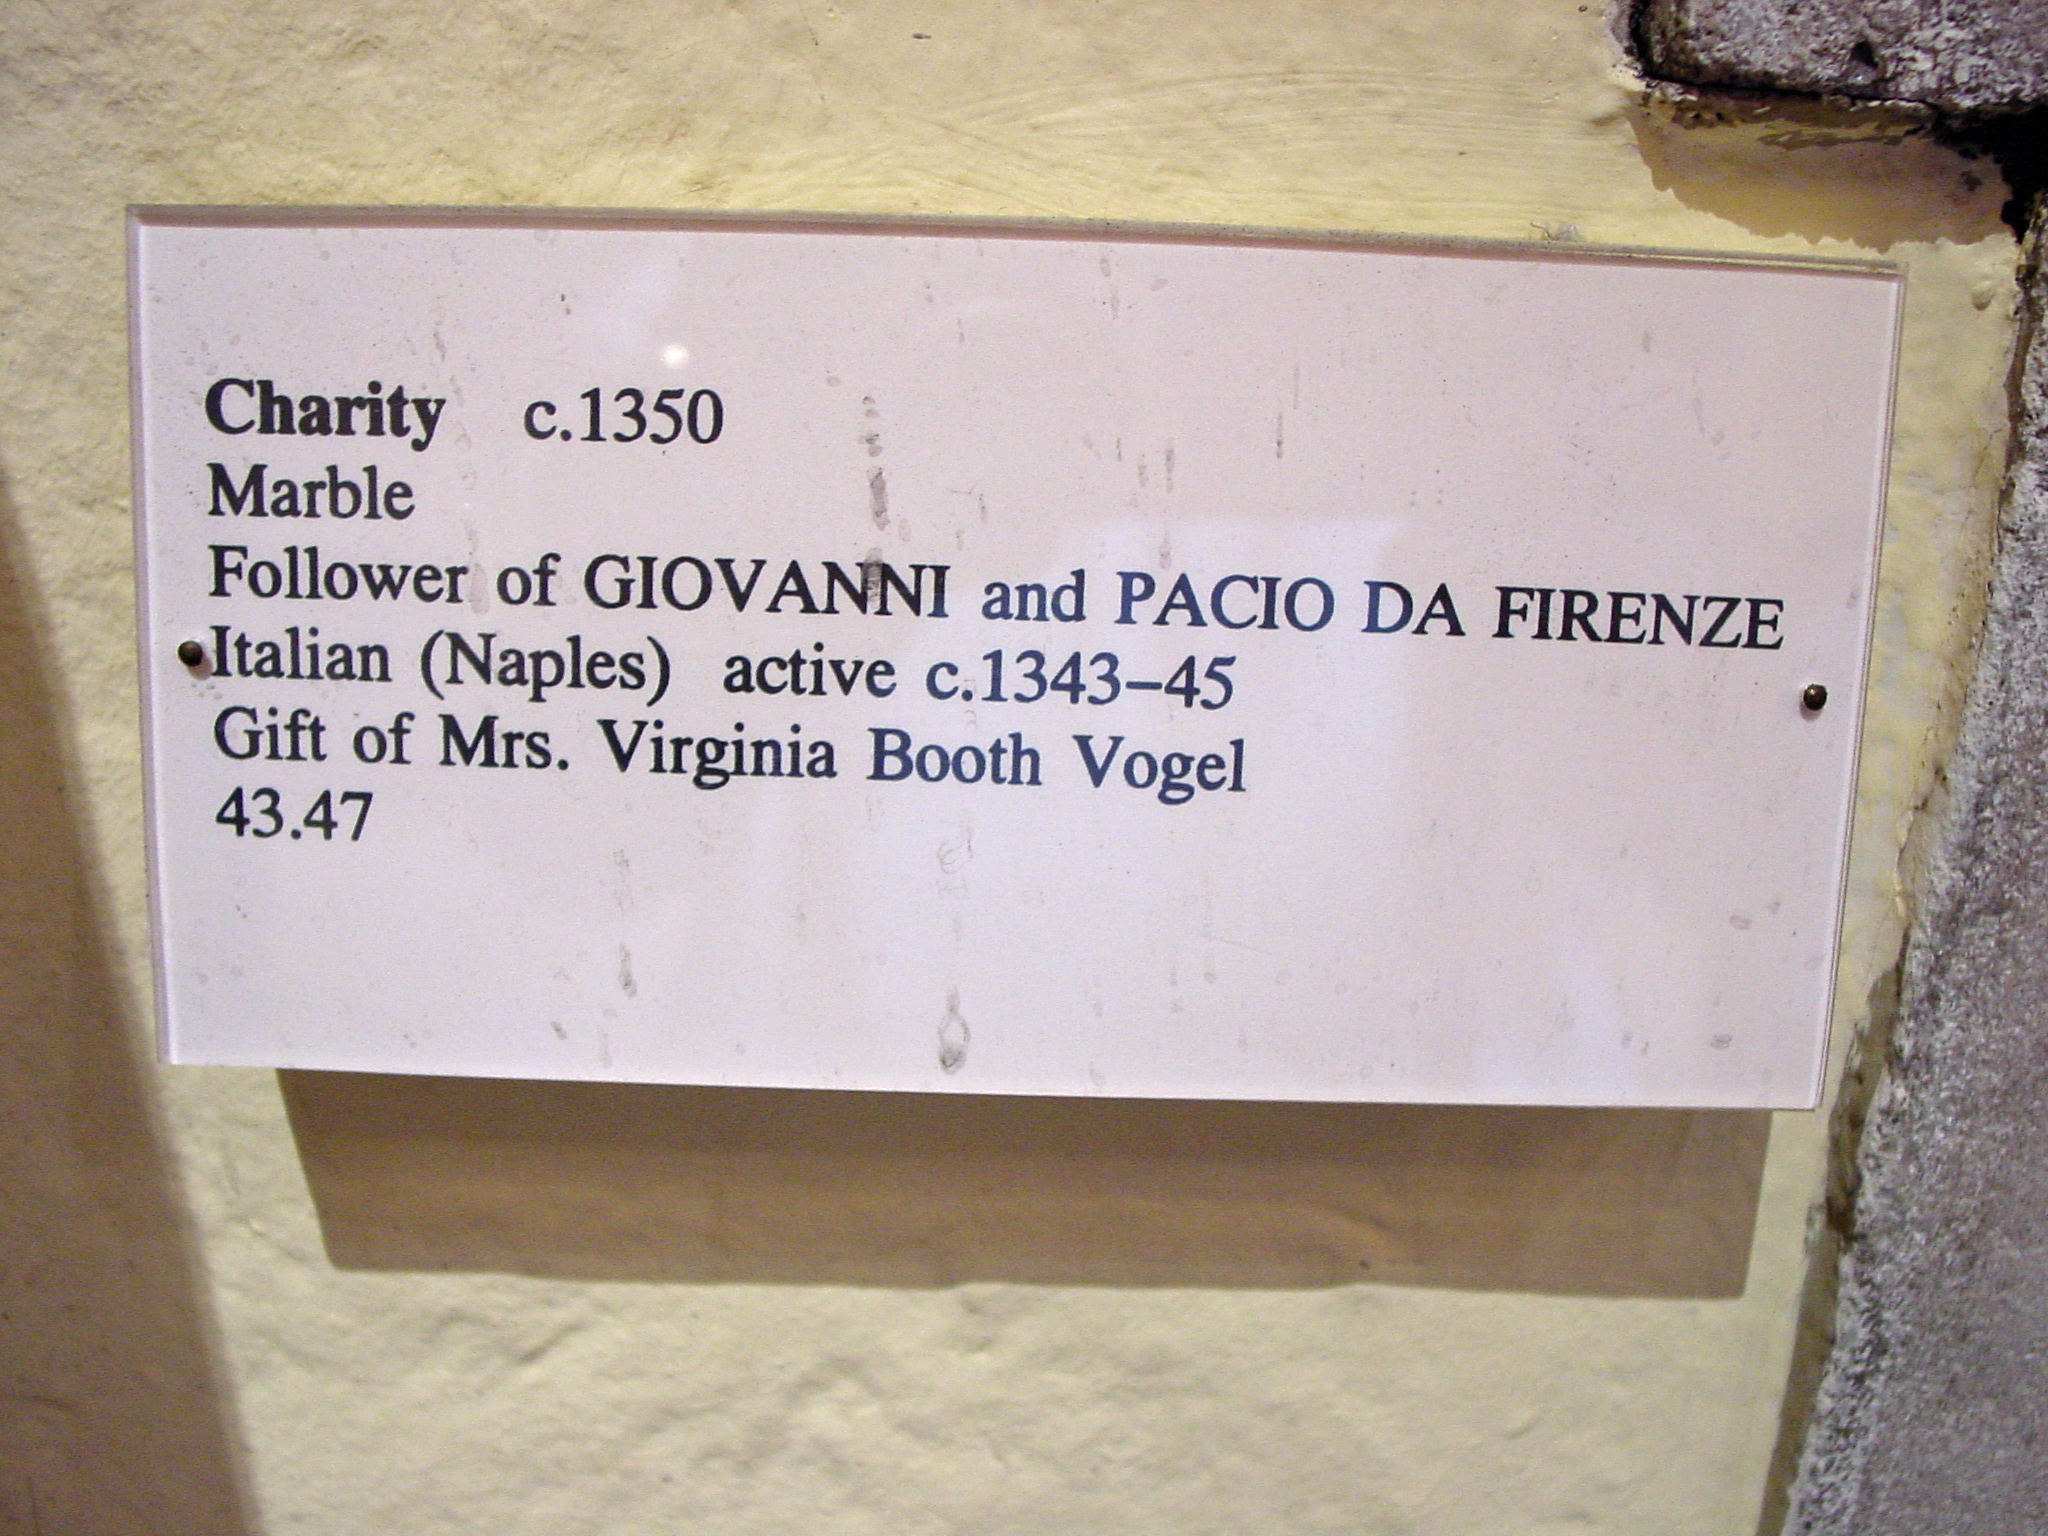 Charity c.1350
Marble
Follower of GIOVANNI and PACIO DA FIRENZE
Italian (Naples) active c.1343–45
Gift of Mrs. Virginia Booth Vogel
43.47